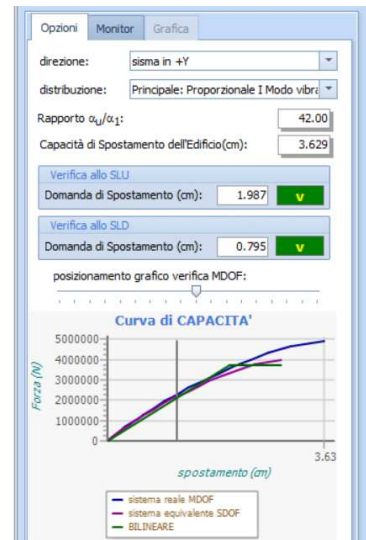 Opzioni Monitor Grafica
direzione: sisma in +Y
distribuzione: Principale: Proporzionale I Modo vibra
Rapporto αu/α1: 42.00
Capacità di Spostamento dell'Edificio(cm): 3.629
Verifica allo SLU
Domanda di Spostamento (cm): 1.987 v
Verifica allo SLD
Domanda di Spostamento (cm): 0.795 v
posizionamento grafico verifica MDOF:
Curva di CAPACITA'
Forza (N)
5000000
4000000
3000000
2000000
1000000
0
3.63
spostamento (cm)
sistema reale MDOF
sistema equivalente SDOF
BILINEARE